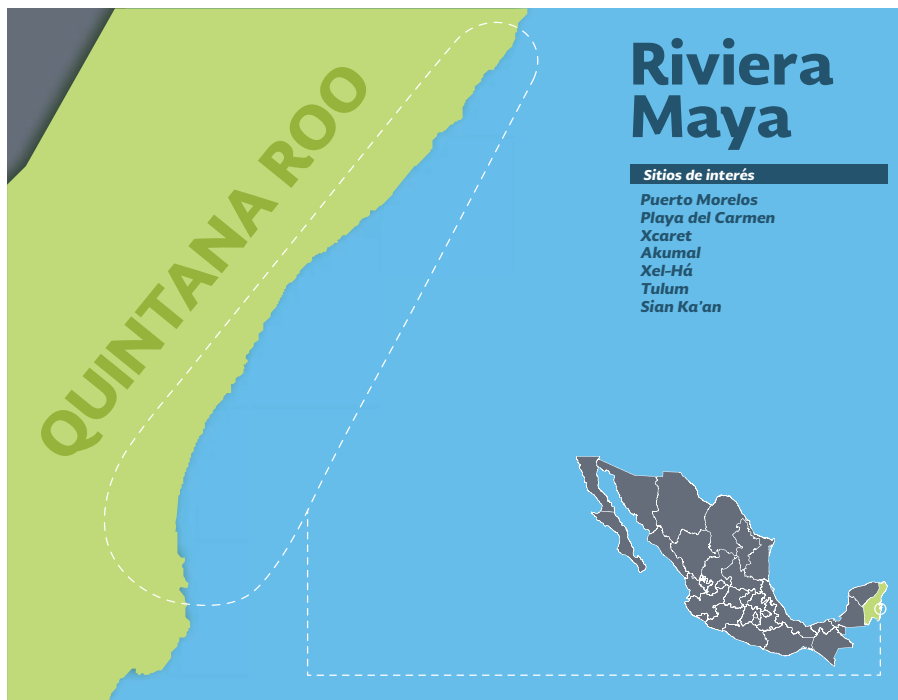 Riviera
Maya
Sitios de interés
Puerto Morelos
Playa del Carmen
Xcaret
Akumal
Xel-Há
Tulum
Sian Ka'an
QUINTANA ROO